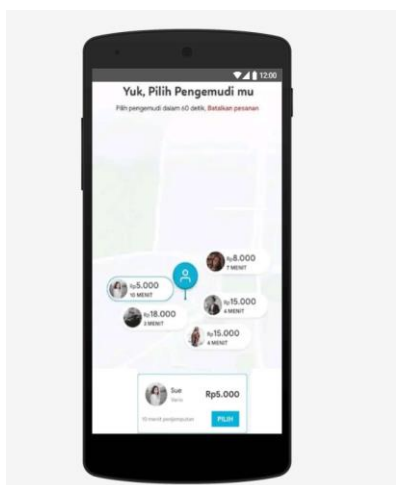 12:00
Yuk, Pilih Pengemudi mu
Pilih pengemudi dalam 60 detik. Batalkan pesanan
Rp8.000
7 MENIT
Rp5.000
10 MENIT
Rp15.000
4 MENIT
Rp18.000
3 MENIT
Rp15.000
4 MENIT
Sue
Rp5.000
10 menit penjemputan
PILIH